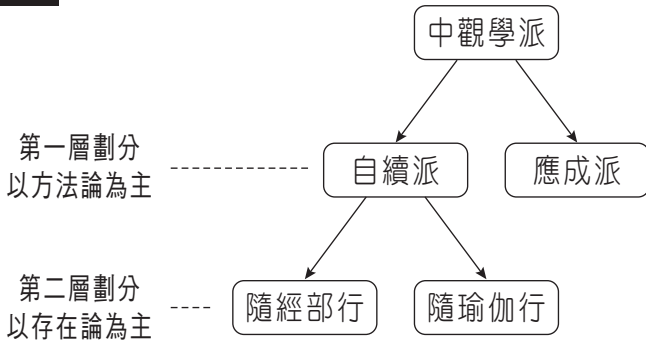 中觀學派
第一層劃分
以方法論為主
自續派
應成派
第二層劃分
以存在論為主
隨經部行
隨瑜伽行